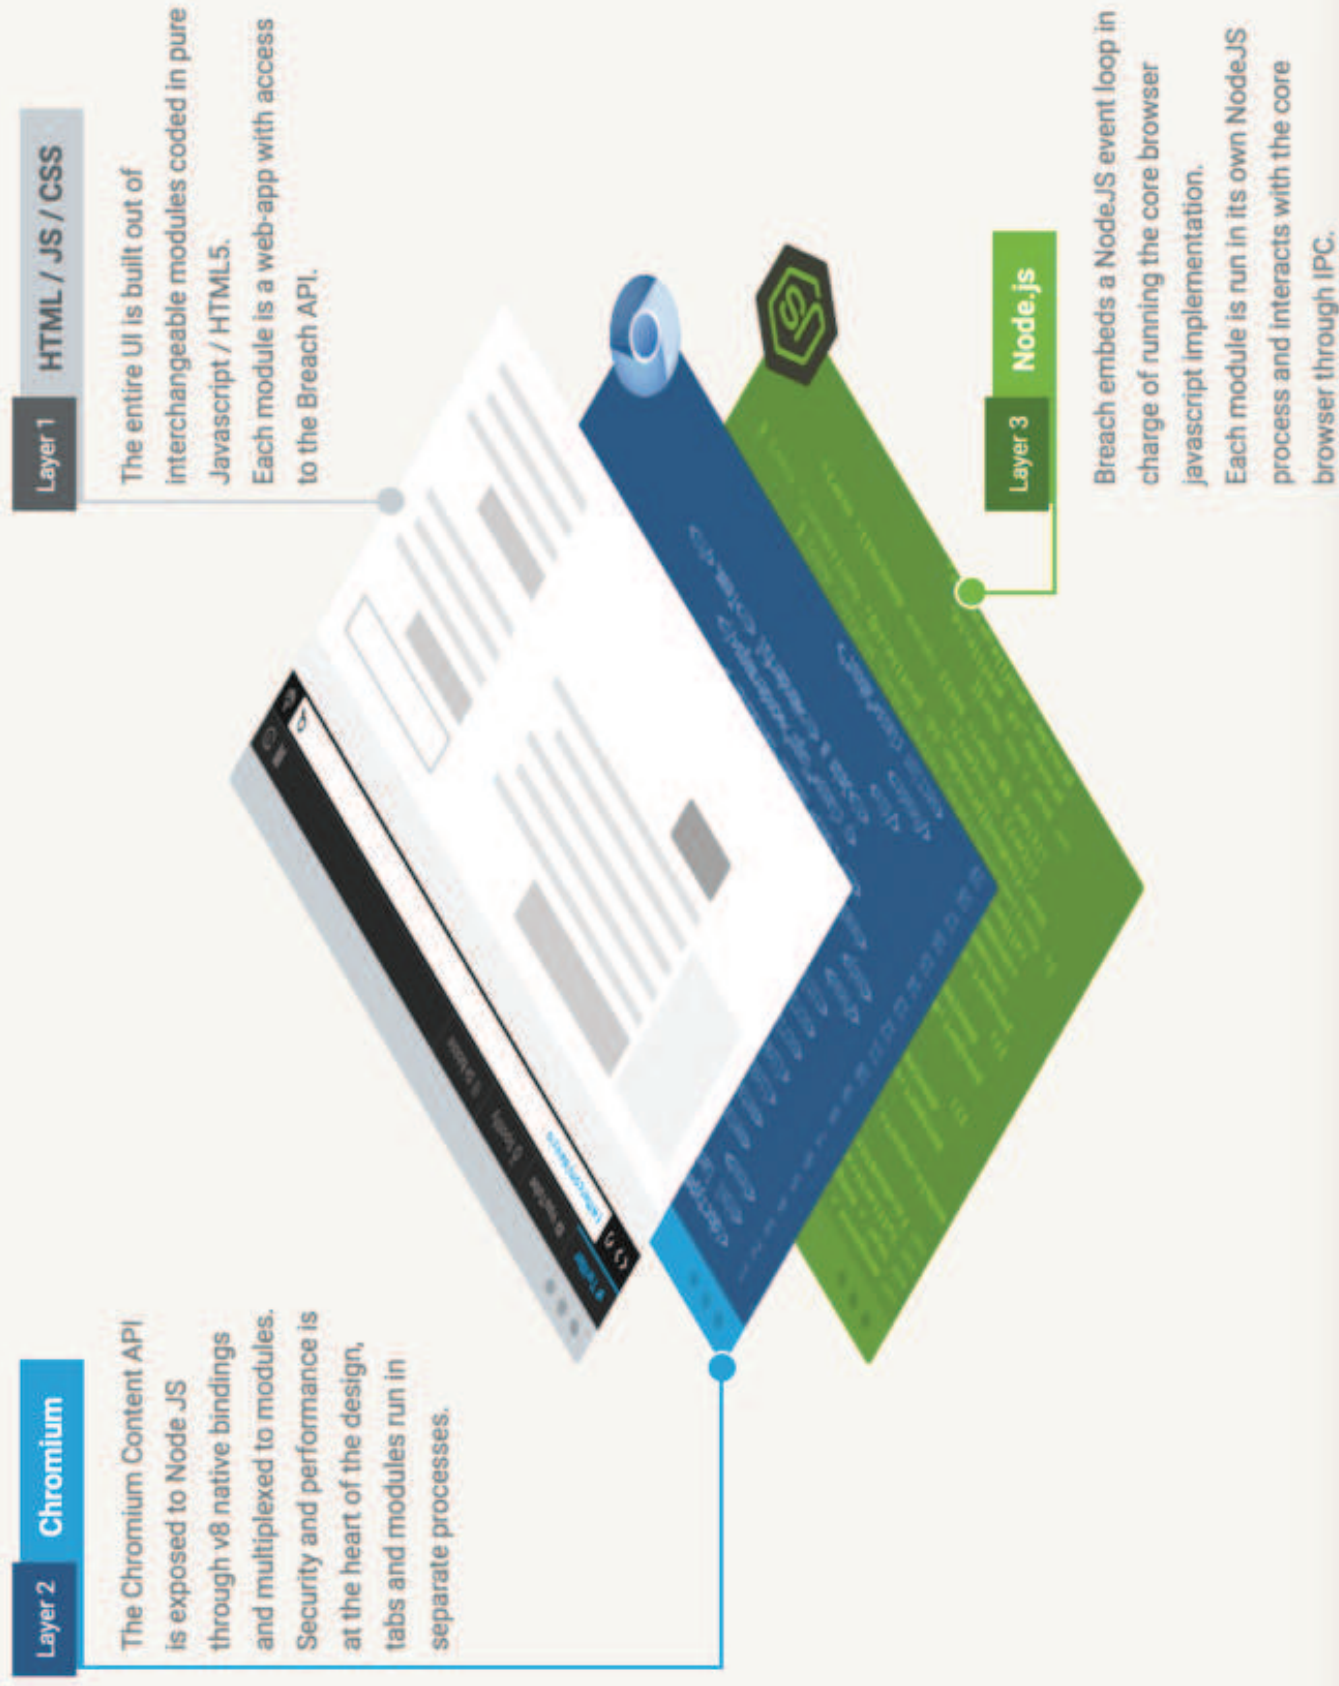 Layer 2 Chromium
The Chromium Content API
is exposed to Node JS
through v8 native bindings
and multiplexed to modules.
Security and performance is
at the heart of the design,
tabs and modules run in
separate processes.
Layer 1 HTML / JS / CSS
The entire UI is built out of
interchangeable modules coded in pure
Javascript / HTML5.
Each module is a web-app with access
to the Breach API.
Twitter
YouTube
Spotify
Layer 3 Node.js
Breach embeds a NodeJS event loop in
charge of running the core browser
javascript implementation.
Each module is run in its own NodeJS
process and interacts with the core
browser through IPC.